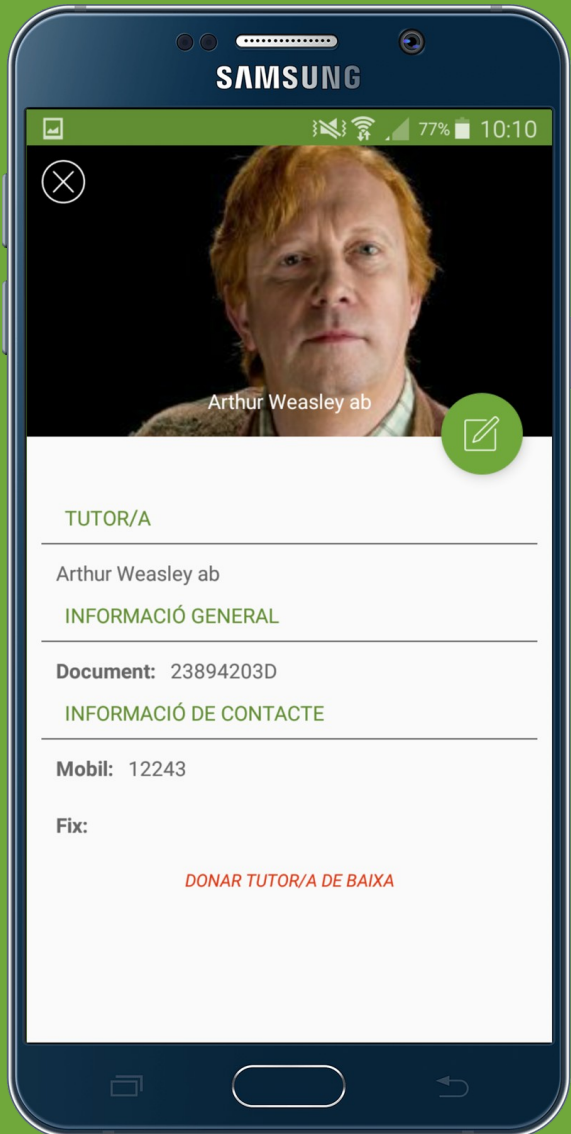 SAMSUNG
77% 10:10
Arthur Weasley ab
TUTOR/A
Arthur Weasley ab
INFORMACIÓ GENERAL
Document: 23894203D
INFORMACIÓ DE CONTACTE
Mobil: 12243
Fix:
DONAR TUTOR/A DE BAIXA